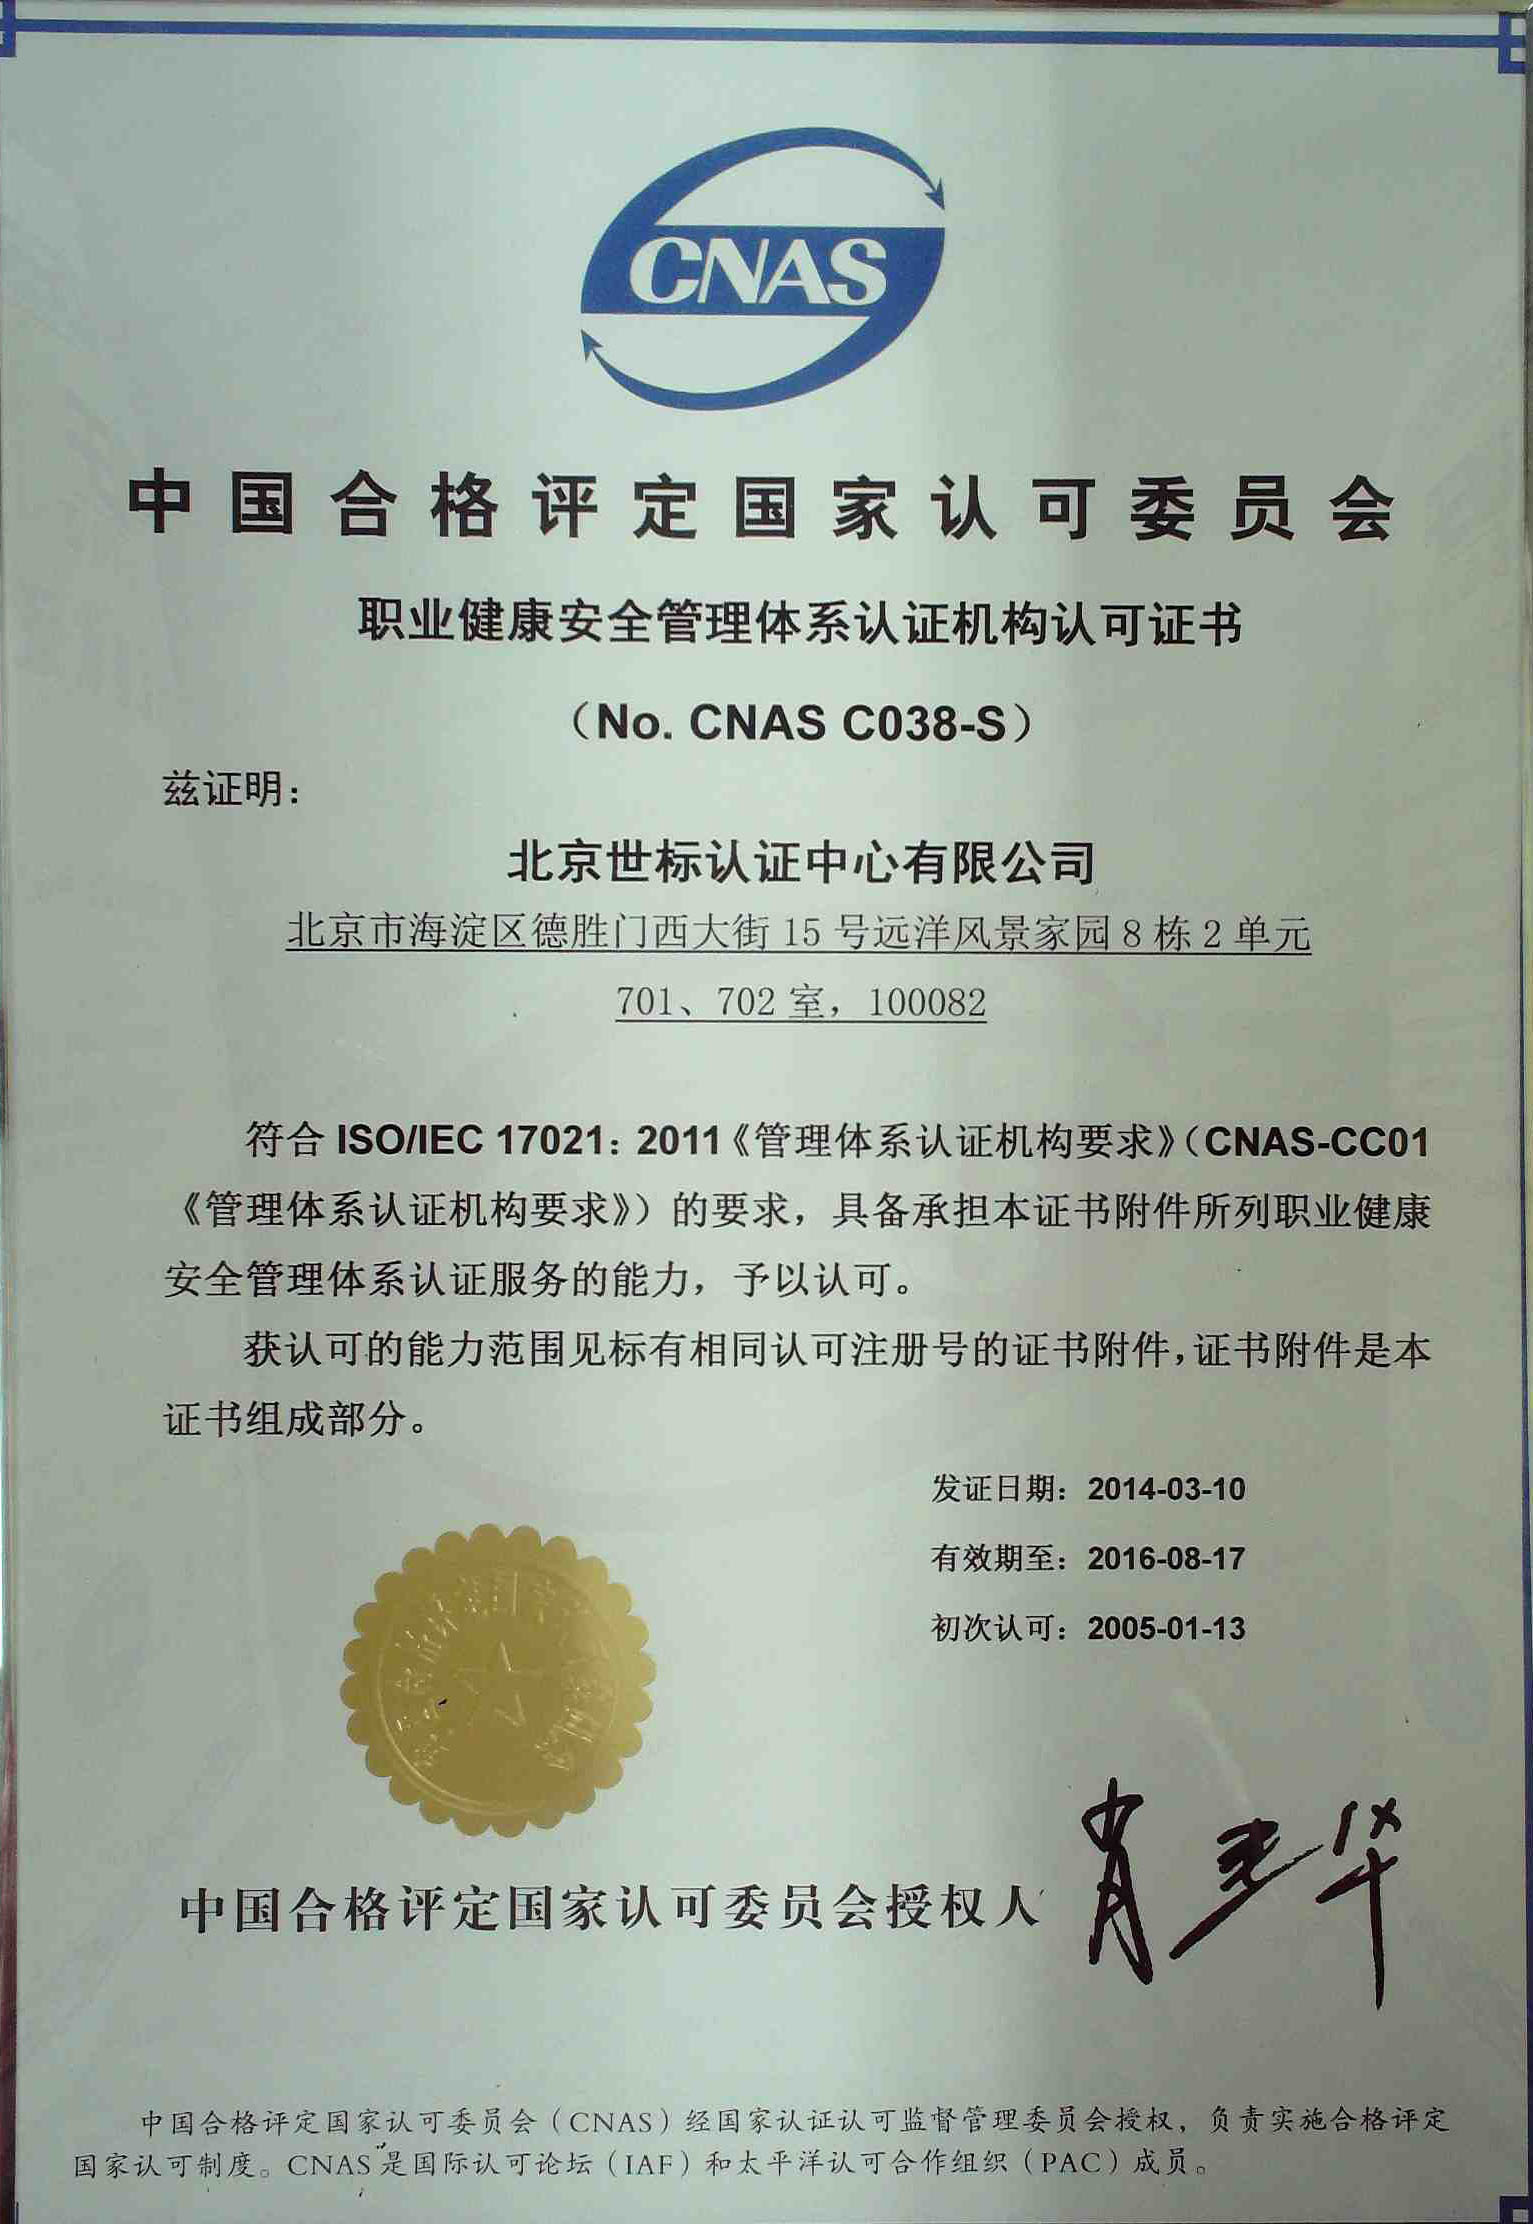 CNAS
中国合格评定国家认可委员会
职业健康安全管理体系认证机构认可证书
（No. CNAS C038-S）
兹证明：
北京世标认证中心有限公司
北京市海淀区德胜门西大街 15 号远洋风景家园 8 栋 2 单元
701、702 室，100082
符合 ISO/IEC 17021：2011《管理体系认证机构要求》（CNAS-CC01
《管理体系认证机构要求》）的要求，具备承担本证书附件所列职业健康
安全管理体系认证服务的能力，予以认可。
获认可的能力范围见标有相同认可注册号的证书附件，证书附件是本
证书组成部分。
发证日期：2014-03-10
有效期至：2016-08-17
初次认可：2005-01-13
中国合格评定国家认可委员会授权人
中国合格评定国家认可委员会（CNAS）经国家认证认可监督管理委员会授权，负责实施合格评定
国家认可制度。CNAS 是国际认可论坛（IAF）和太平洋认可合作组织（PAC）成员。